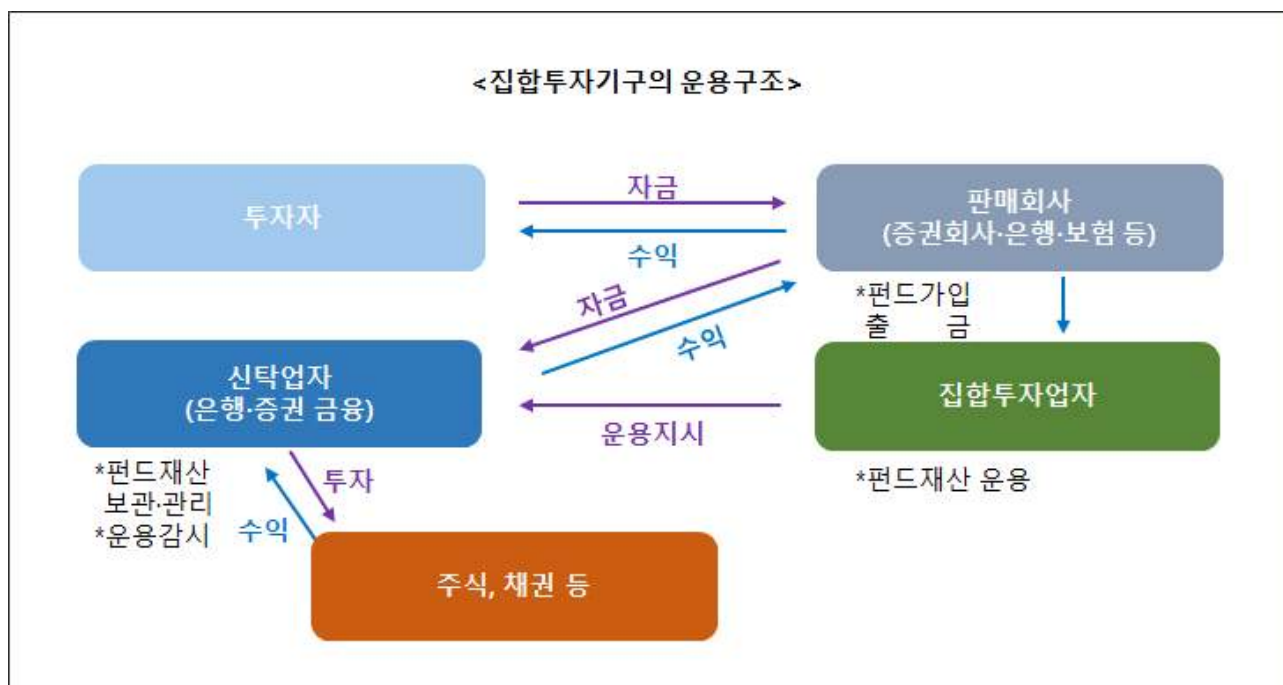 <집합투자기구의 운용구조>
투자자
자금
수익
판매회사
(증권회사·은행·보험 등)
*펀드가입
출 금
자금
수익
신탁업자
(은행·증권 금융)
운용지시
집합투자업자
*펀드재산
보관·관리
*운용감시
투자
수익
*펀드재산 운용
주식, 채권 등